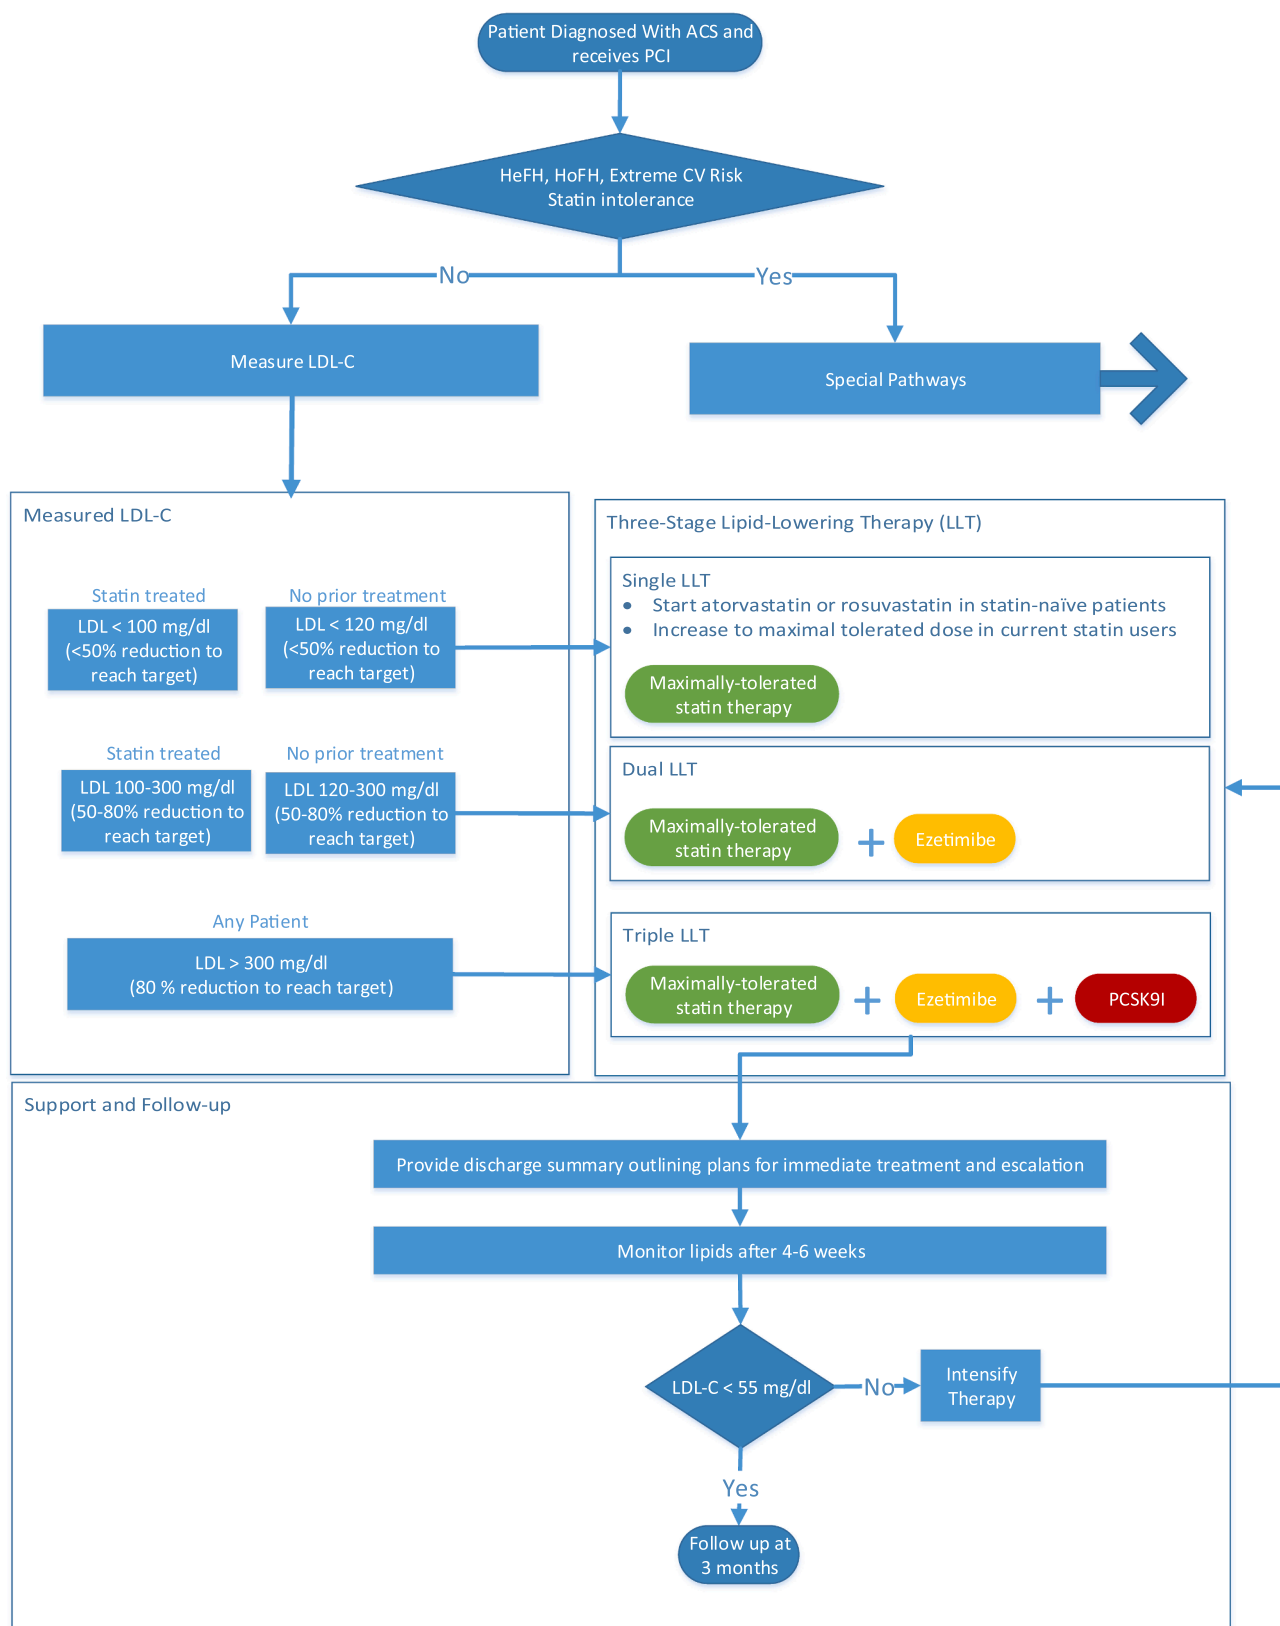 Patient Diagnosed With ACS and
receives PCI
HeFH, HoFH, Extreme CV Risk
Statin intolerance
No
Yes
Measure LDL-C
Special Pathways
Measured LDL-C
Statin treated
LDL < 100 mg/dl
(<50% reduction to
reach target)
No prior treatment
LDL < 120 mg/dl
(<50% reduction to
reach target)
Statin treated
LDL 100-300 mg/dl
(50-80% reduction to
reach target)
No prior treatment
LDL 120-300 mg/dl
(50-80% reduction to
reach target)
Any Patient
LDL > 300 mg/dl
(80 % reduction to reach target)
Three-Stage Lipid-Lowering Therapy (LLT)
Single LLT
• Start atorvastatin or rosuvastatin in statin-naïve patients
• Increase to maximal tolerated dose in current statin users
Maximally-tolerated
statin therapy
Dual LLT
Maximally-tolerated
statin therapy
+
Ezetimibe
Triple LLT
Maximally-tolerated
statin therapy
+
Ezetimibe
+
PCSK9I
Support and Follow-up
Provide discharge summary outlining plans for immediate treatment and escalation
Monitor lipids after 4-6 weeks
LDL-C < 55 mg/dl
No
Intensify
Therapy
Yes
Follow up at
3 months